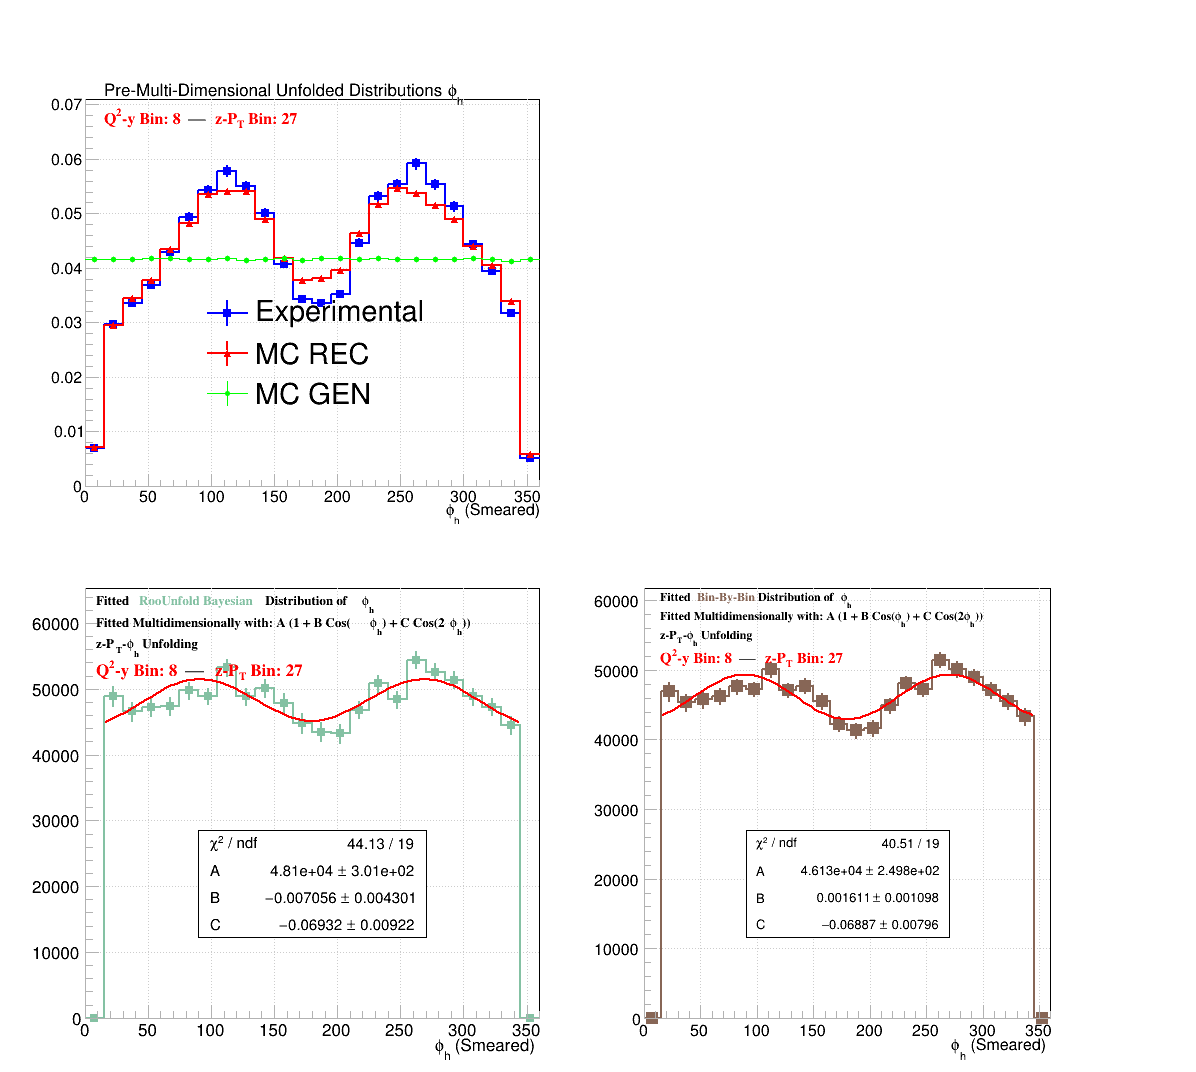 Pre-Multi-Dimensional Unfolded Distributions ϕh
0.07
Q2-y Bin: 8 — z-PT Bin: 27
0.06
0.05
0.04
0.03
0.02
0.01
0
Experimental
MC REC
MC GEN
0 50 100 150 200 250 300 350
ϕh (Smeared)
Fitted RooUnfold Bayesian Distribution of ϕh
Fitted Multidimensionally with: A (1 + B Cos( ϕh) + C Cos(2 ϕh))
z-PT-ϕh Unfolding
Q2-y Bin: 8 — z-PT Bin: 27
60000
50000
40000
30000
20000
10000
0
χ2 / ndf 44.13 / 19
A 4.81e+04 ± 3.01e+02
B −0.007056 ± 0.004301
C −0.06932 ± 0.00922
0 50 100 150 200 250 300 350
ϕh (Smeared)
Fitted Bin-By-Bin Distribution of ϕh
Fitted Multidimensionally with: A (1 + B Cos(ϕh) + C Cos(2ϕh))
z-PT-ϕh Unfolding
Q2-y Bin: 8 — z-PT Bin: 27
60000
50000
40000
30000
20000
10000
0
χ2 / ndf 40.51 / 19
A 4.613e+04 ± 2.498e+02
B 0.001611 ± 0.001098
C −0.06887 ± 0.00796
0 50 100 150 200 250 300 350
ϕh (Smeared)